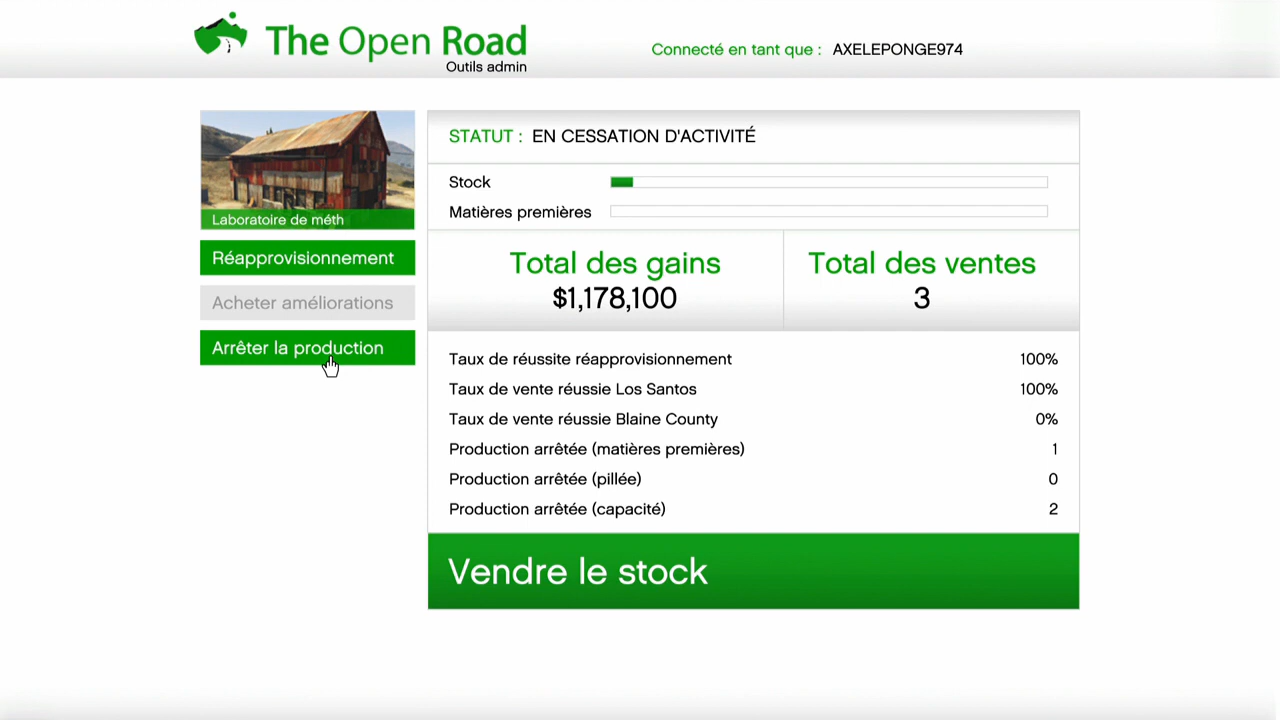 The Open Road
Outils admin
Connecté en tant que : AXELEPONGE974
Laboratoire de méth
Réapprovisionnement
Acheter améliorations
Arrêter la production
STATUT : EN CESSATION D'ACTIVITÉ
Stock
Matières premières
Total des gains
$1,178,100
Total des ventes
3
Taux de réussite réapprovisionnement 100%
Taux de vente réussie Los Santos 100%
Taux de vente réussie Blaine County 0%
Production arrêtée (matières premières) 1
Production arrêtée (pillée) 0
Production arrêtée (capacité) 2
Vendre le stock